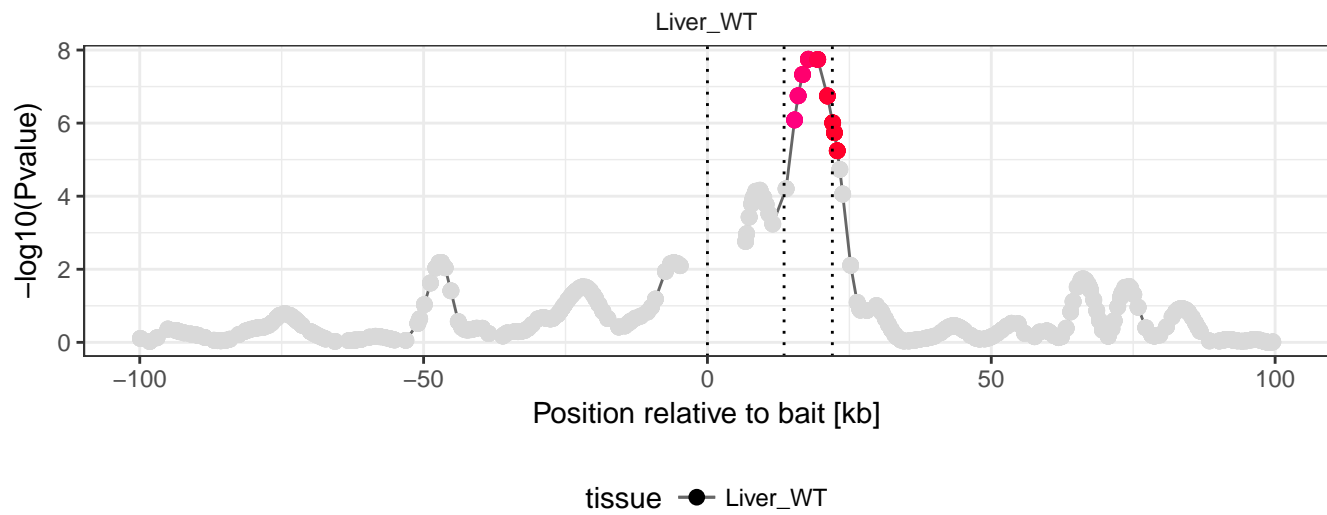 Liver_WT
8
6
4
2
0
−log10(Pvalue)
−100
−50
0
50
100
Position relative to bait [kb]
tissue Liver_WT